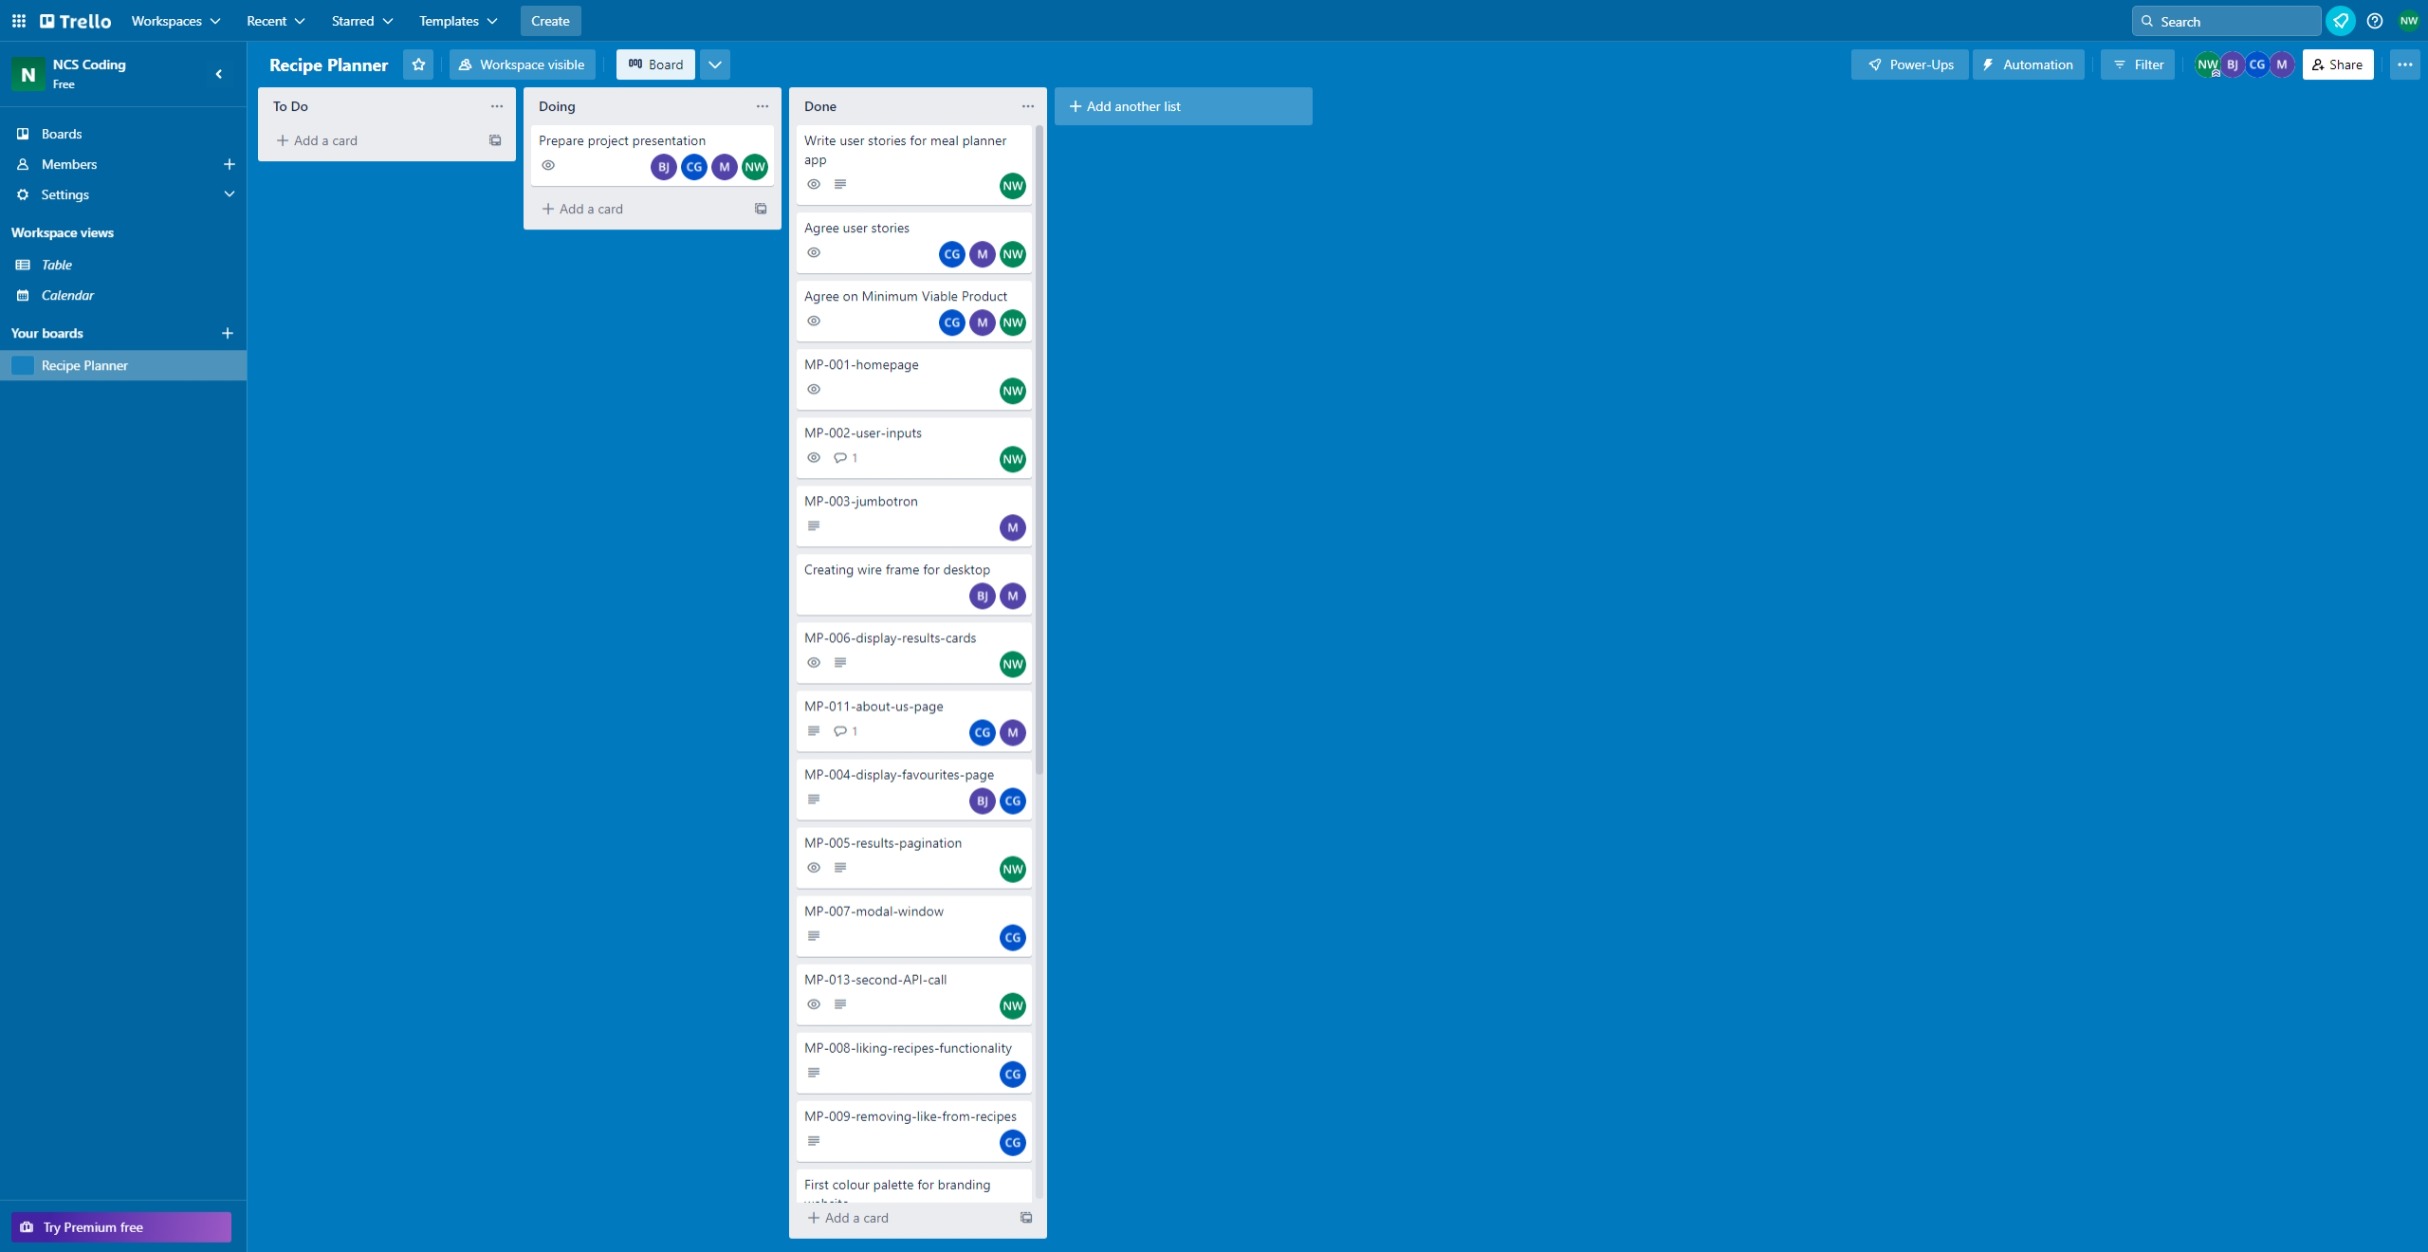 Trello
Workspaces
Recent
Starred
Templates
Create
Search
NW
N
NCS Coding
Free
Recipe Planner
Workspace visible
Board
Power-Ups
Automation
Filter
NW
BJ
CG
M
Share
Boards
Members
Settings
Workspace views
Table
Calendar
Your boards
Recipe Planner
Try Premium free
To Do
Add a card
Doing
Prepare project presentation
BJ CG M NW
Add a card
Done
Write user stories for meal planner
app
NW
Agree user stories
CG M NW
Agree on Minimum Viable Product
CG M NW
MP-001-homepage
NW
MP-002-user-inputs
1 NW
MP-003-jumbotron
M
Creating wire frame for desktop
BJ M
MP-006-display-results-cards
NW
MP-011-about-us-page
1 CG M
MP-004-display-favourites-page
BJ CG
MP-005-results-pagination
NW
MP-007-modal-window
CG
MP-013-second-API-call
NW
MP-008-liking-recipes-functionality
CG
MP-009-removing-like-from-recipes
CG
First colour palette for branding
Add a card
Add another list